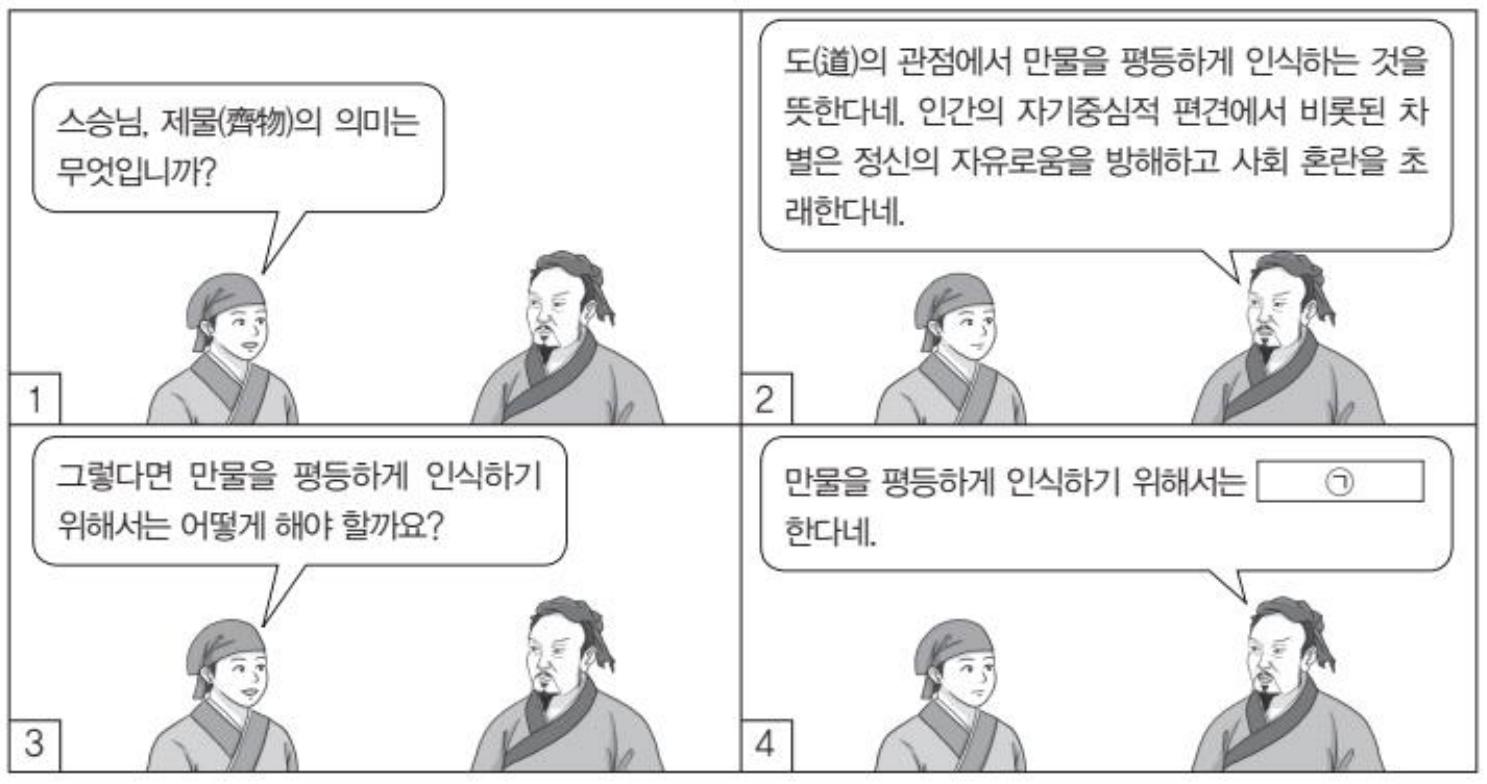 스승님, 제물(齊物)의 의미는
무엇입니까?
1
도(道)의 관점에서 만물을 평등하게 인식하는 것을
뜻한다네. 인간의 자기중심적 편견에서 비롯된 차
별은 정신의 자유로움을 방해하고 사회 혼란을 초
래한다네.
2
그렇다면 만물을 평등하게 인식하기
위해서는 어떻게 해야 할까요?
3
만물을 평등하게 인식하기 위해서는 ㉠
한다네.
4